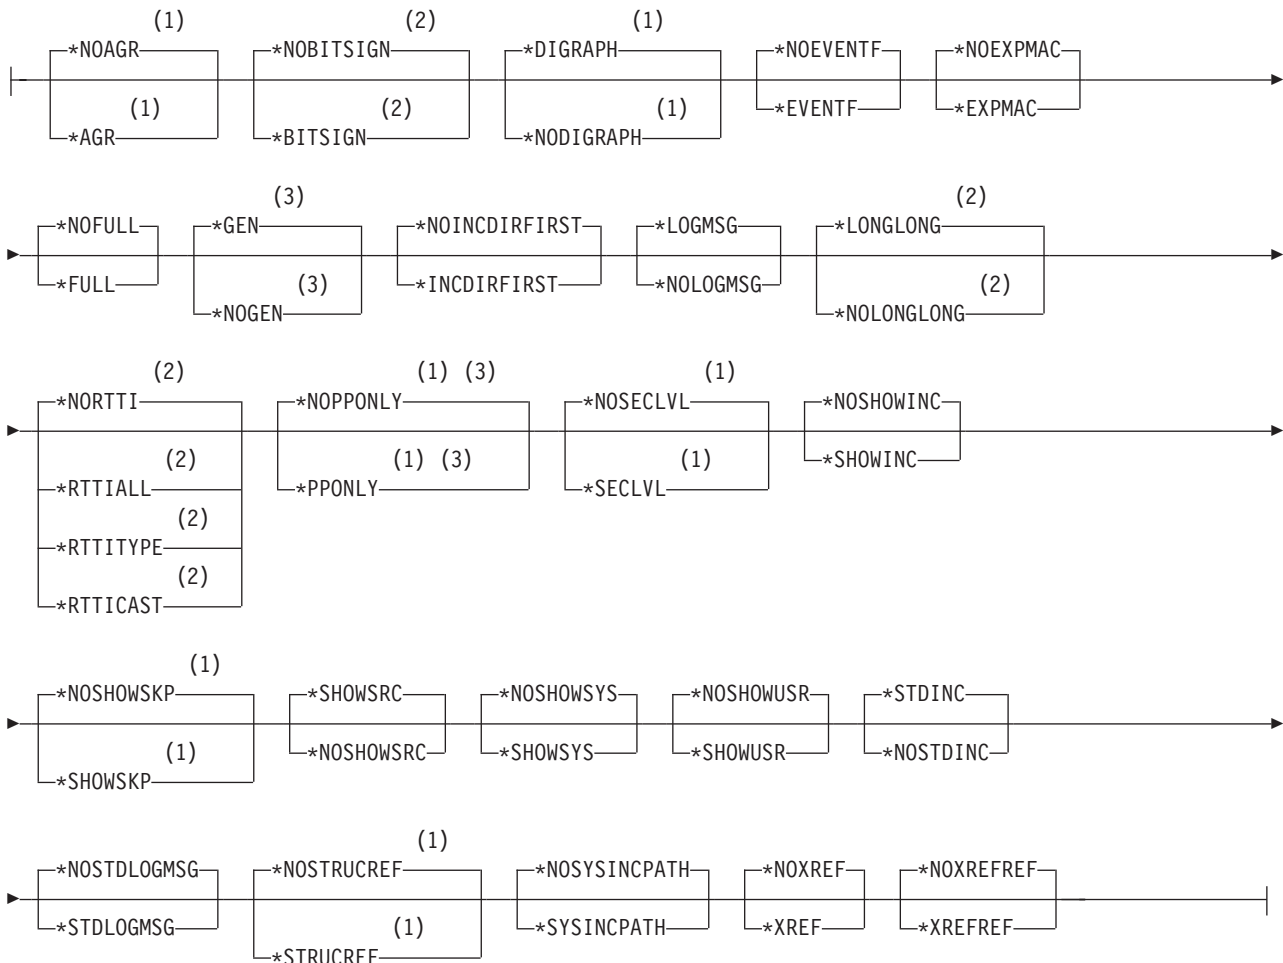 (1) (2) (1)
*NOAGR *NOBITSIGN *DIGRAPH *NOEVENTF *NOEXPMAC
(1) (2) (1) *EVENTF *EXPMAC
*AGR *BITSIGN *NODIGRAPH
(3) (2)
*NOFULL *GEN *NOINCDIRFIRST *LOGMSG *LONGLONG
*FULL (3) *INCDIRFIRST *NOLOGMSG (2)
*NOGEN *NOLONGLONG
(2) (1) (3) (1)
*NORTTI *NOPPONLY *NOSECLVL *NOSHOWINC
(2) (1) (3) (1) *SHOWINC
*RTTIALL *PPONLY *SECLVL
(2)
*RTTITYPE
(2)
*RTTICAST
(1)
*NOSHOWSKP *SHOWSRC *NOSHOWSYS *NOSHOWUSR *STDINC
(1) *NOSHOWSRC *SHOWSYS *SHOWUSR *NOSTDINC
*SHOWSKP
(1)
*NOSTDLOGMSG *NOSTRUCREF *NOSYSINCPATH *NOXREF *NOXREFREF
*STDLOGMSG (1) *SYSINCPATH *XREF *XREFREF
*STRUCREF